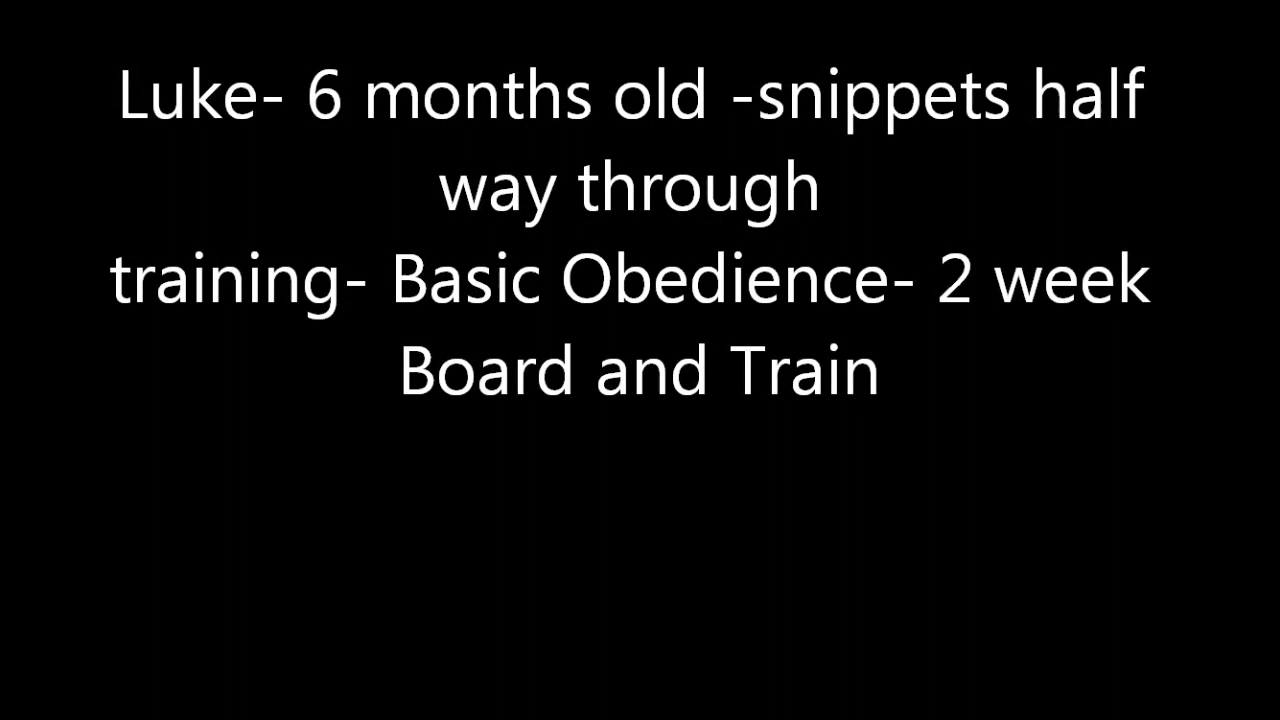 Luke- 6 months old -snippets half
way through
training- Basic Obedience- 2 week
Board and Train